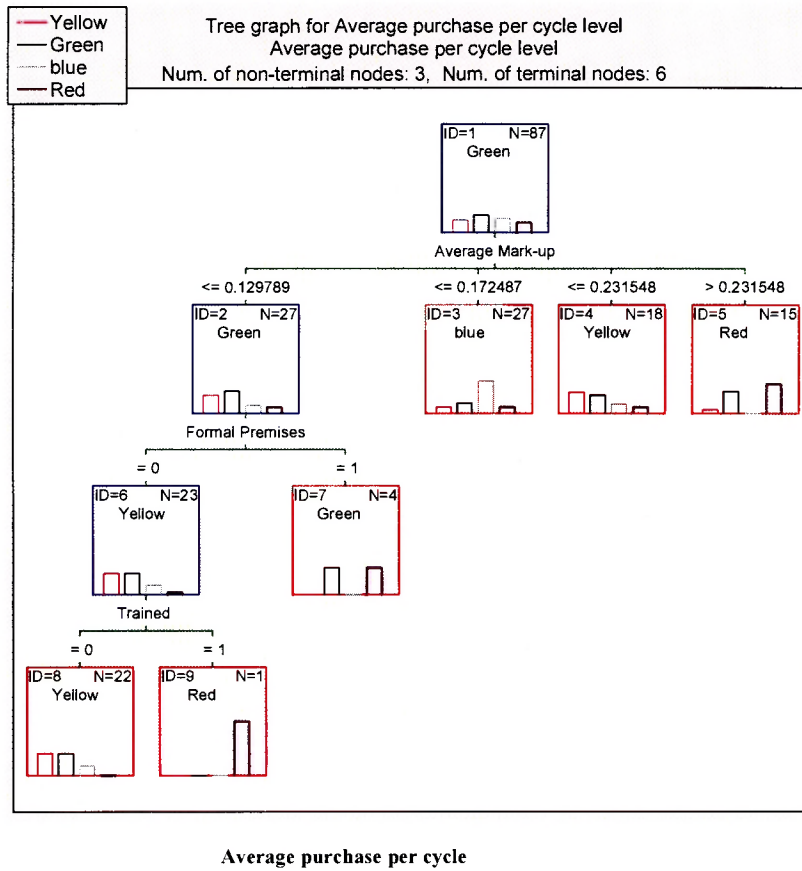 Yellow
Green
blue
Red
Tree graph for Average purchase per cycle level
Average purchase per cycle level
Num. of non-terminal nodes: 3, Num. of terminal nodes: 6
ID=1 N=87
Green
Average Mark-up
<= 0.129789 <= 0.172487 <= 0.231548 > 0.231548
ID=2 N=27 ID=3 N=27 ID=4 N=18 ID=5 N=15
Green blue Yellow Red
Formal Premises
= 0 = 1
ID=6 N=23 ID=7 N=4
Yellow Green
Trained
= 0 = 1
ID=8 N=22 ID=9 N=1
Yellow Red
Average purchase per cycle